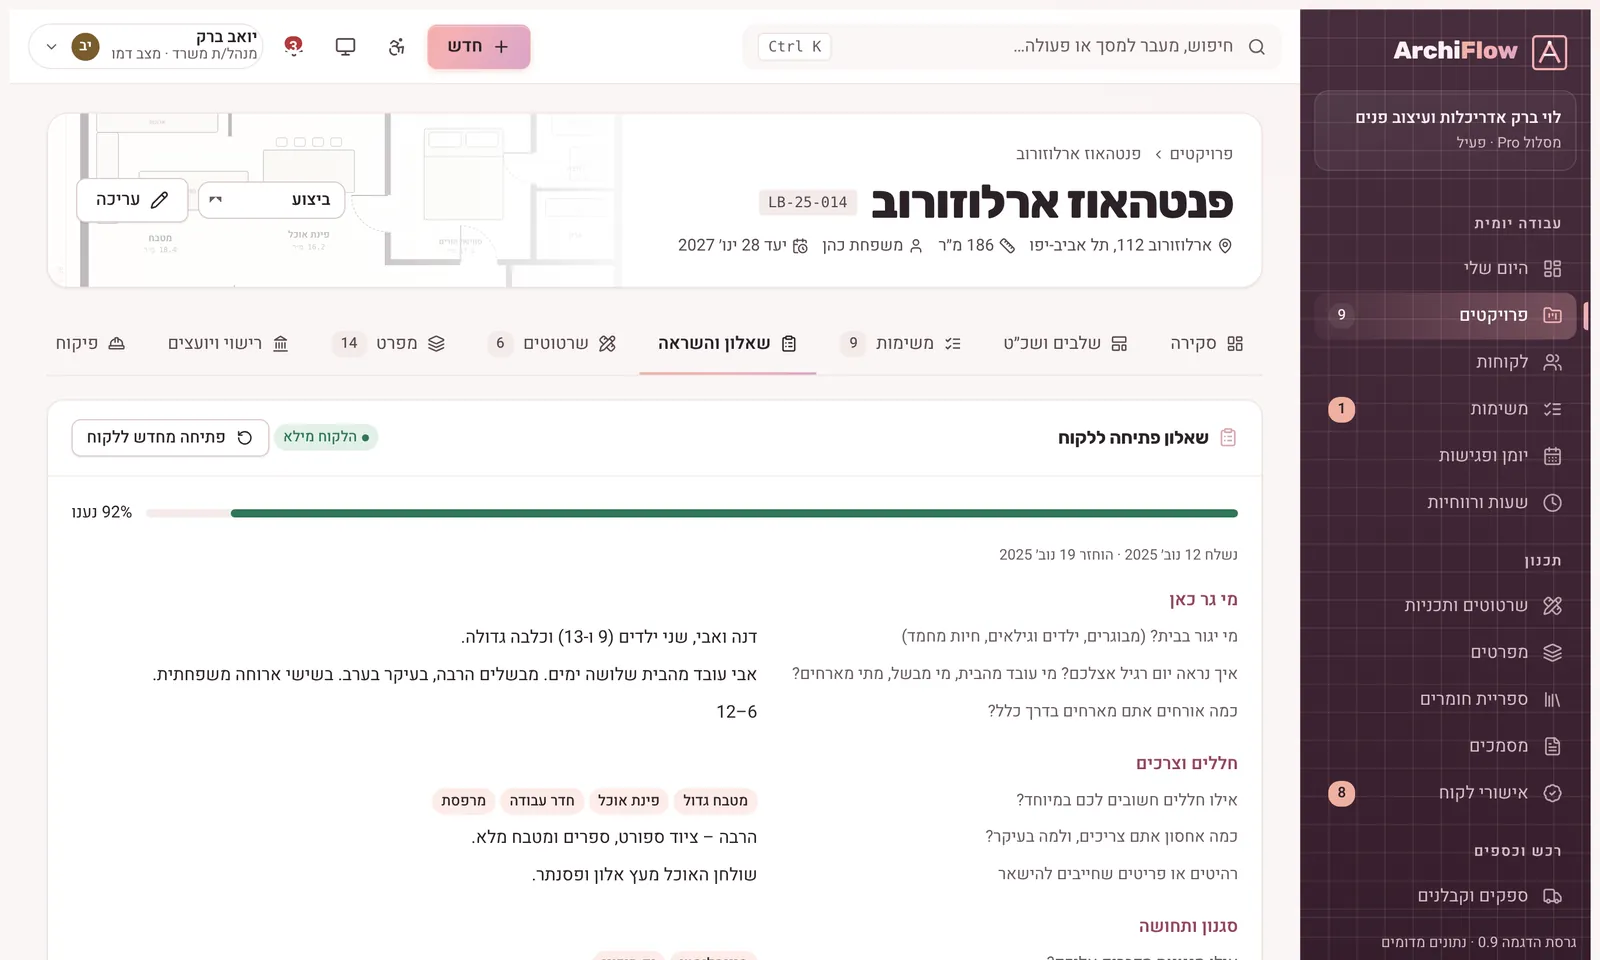 ArchiFlow
לוי ברק אדריכלות ועיצוב פנים
מסלול Pro · פעיל
עבודה יומית
היום שלי
פרויקטים 9
לקוחות
משימות 1
יומן ופגישות
שעות ורווחיות
תכנון
שרטוטים ותכניות
מפרטים
ספריית חומרים
מסמכים
אישורי לקוח 8
רכש וכספים
ספקים וקבלנים
גרסת הדגמה 0.9 · נתונים מדומים
חיפוש, מעבר למסך או פעולה...
Ctrl K
חדש
3
יואב ברק
מנהל/ת משרד · מצב דמו
יב
פרויקטים › פנטהאוז ארלוזורוב
פנטהאוז ארלוזורוב LB-25-014
ארלוזורוב 112, תל אביב-יפו 186 מ״ר משפחת כהן יעד 28 ינו׳ 2027
ביצוע
עריכה
מטבח
18.4
פינת אוכל
16.2
סקירה
שלבים ושכ״ט
משימות 9
שאלון והשראה
שרטוטים 6
מפרט 14
רישוי ויועצים
פיקוח
שאלון פתיחה ללקוח
הלקוח מילא
פתיחה מחדש ללקוח
92% נענו
נשלח 12 נוב׳ 2025 · הוחזר 19 נוב׳ 2025
מי גר כאן
מי יגור בבית? (מבוגרים, ילדים וגילאים, חיות מחמד)
דנה ואבי, שני ילדים (9 ו-13) וכלבה גדולה.
איך נראה יום רגיל אצלכם? מי עובד מהבית, מי מבשל, מתי מארחים?
אבי עובד מהבית שלושה ימים. מבשלים הרבה, בעיקר בערב. בשישי ארוחה משפחתית.
כמה אורחים אתם מארחים בדרך כלל?
6–12
חללים וצרכים
אילו חללים חשובים לכם במיוחד?
מטבח גדול פינת אוכל חדר עבודה מרפסת
כמה אחסון אתם צריכים, ולמה בעיקר?
הרבה – ציוד ספורט, ספרים ומטבח מלא.
רהיטים או פריטים שחייבים להישאר
שולחן האוכל מעץ אלון ופסנתר.
סגנון ותחושה